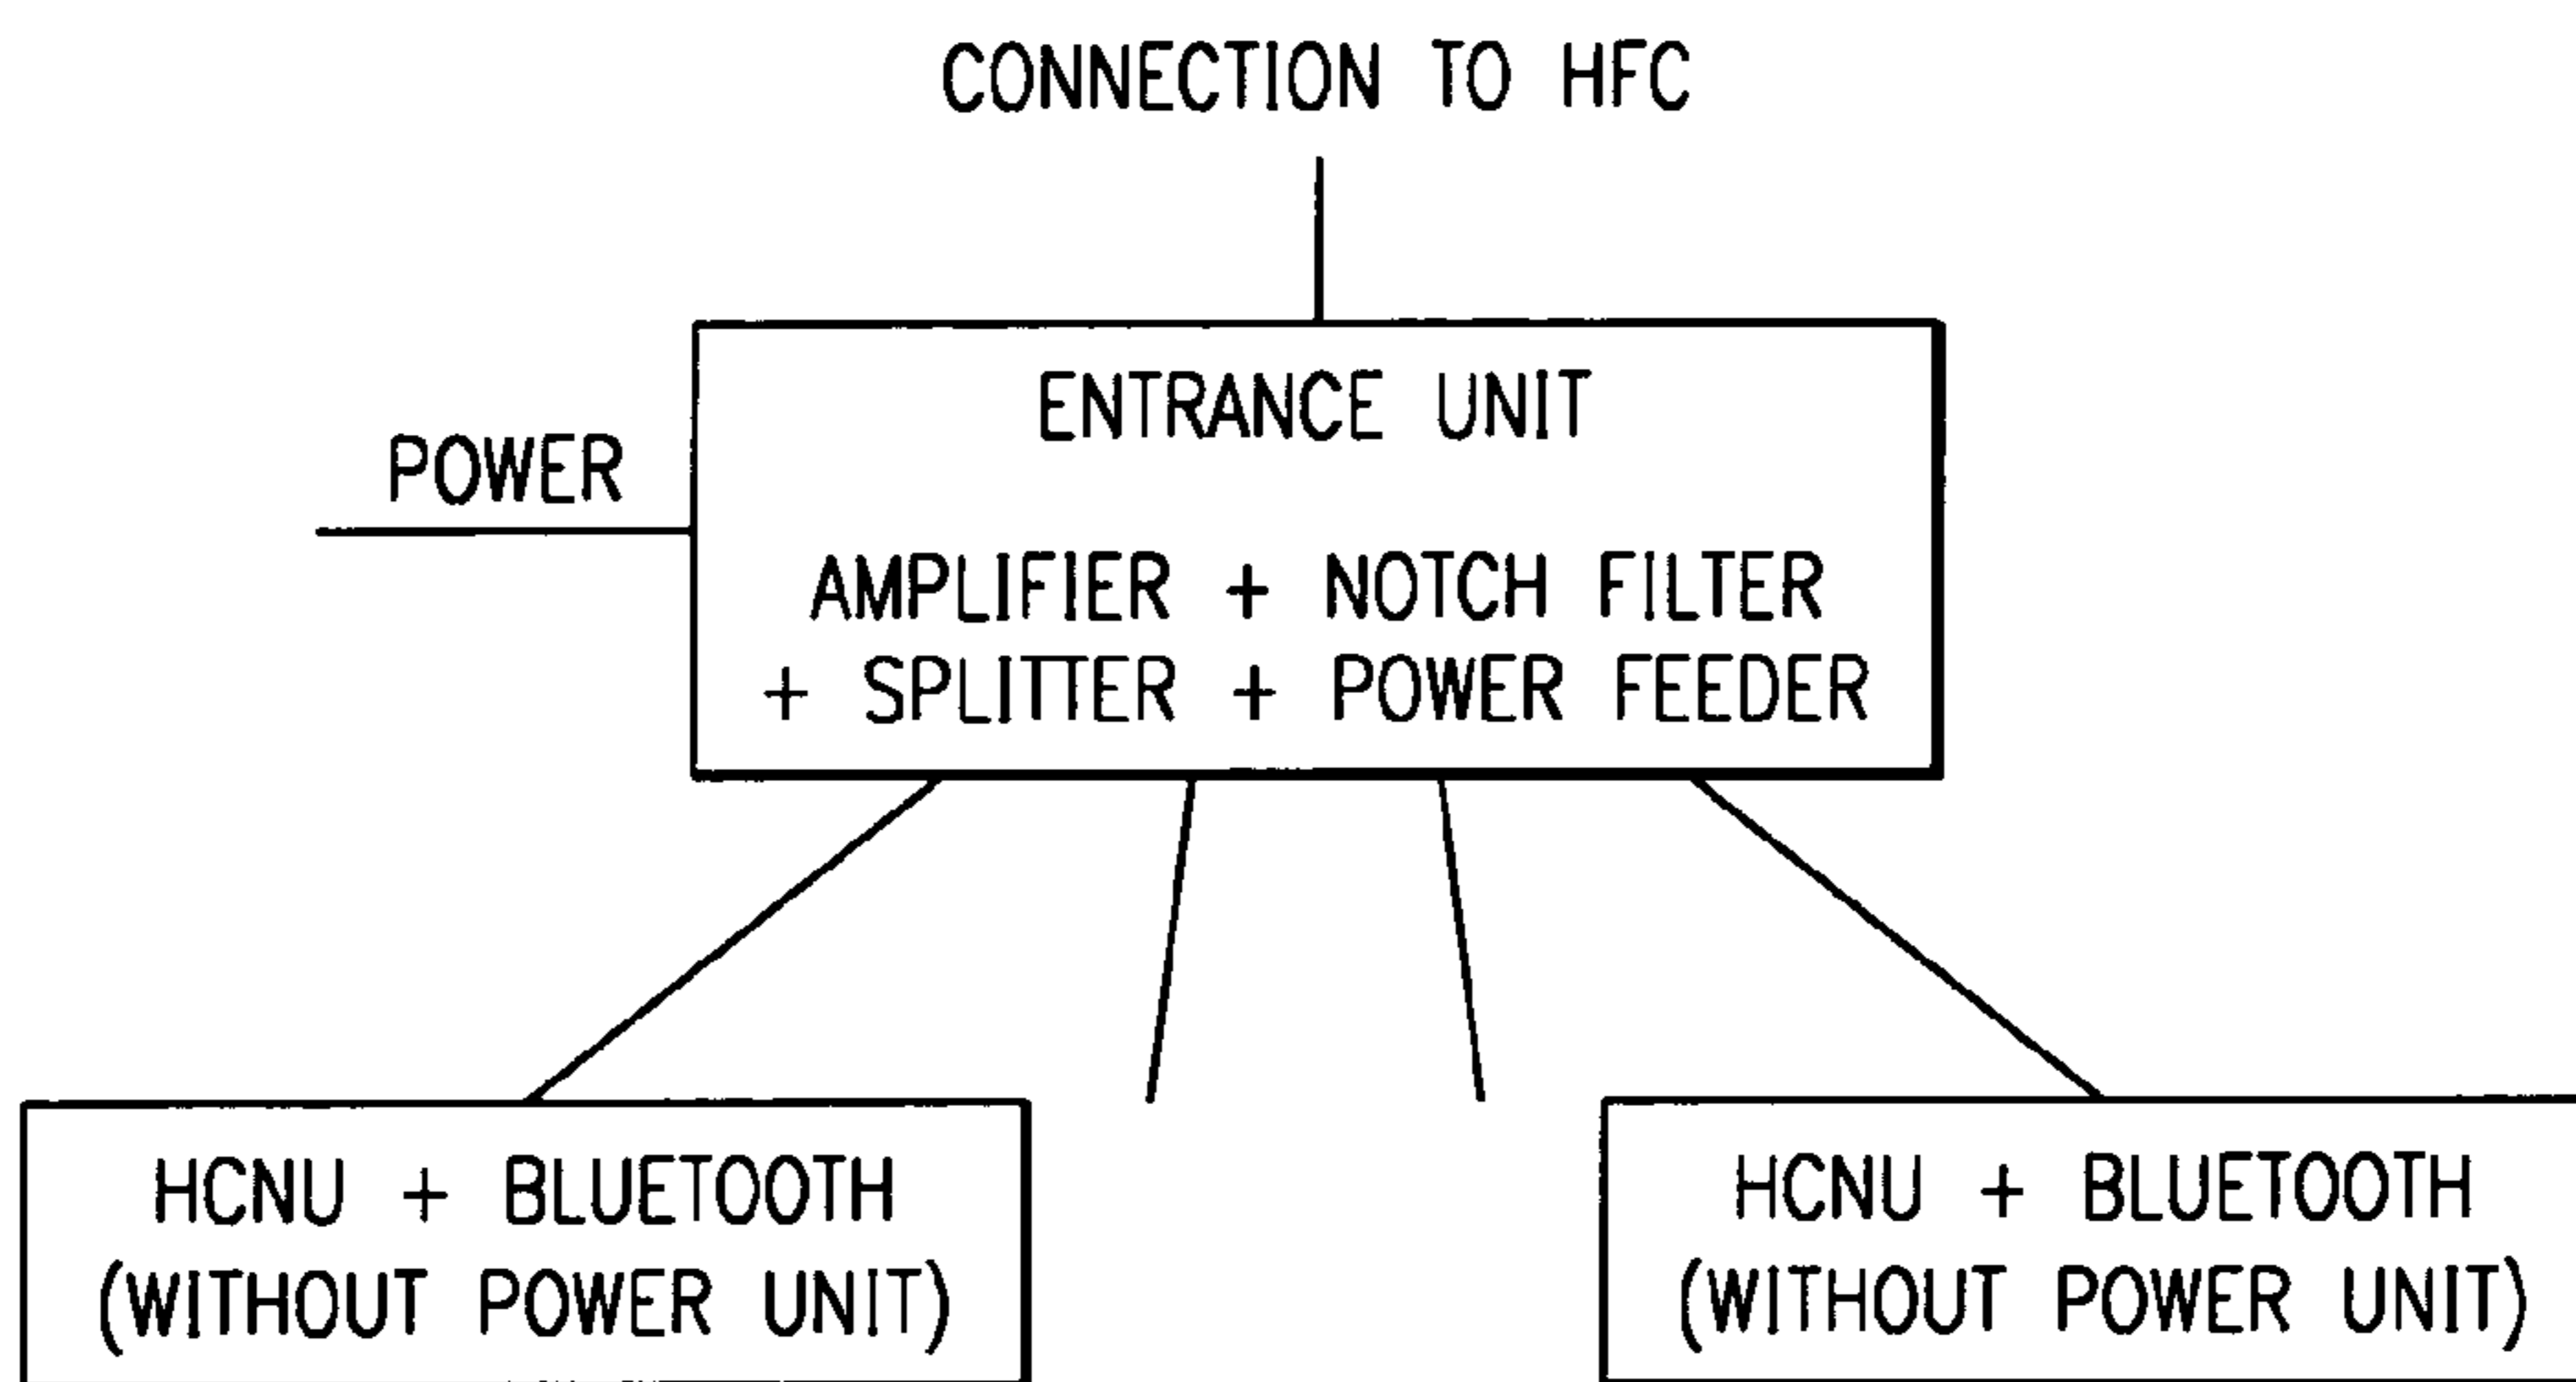 CONNECTION TO HFC
POWER
ENTRANCE UNIT
AMPLIFIER + NOTCH FILTER
+ SPLITTER + POWER FEEDER
HCNU + BLUETOOTH
(WITHOUT POWER UNIT)
HCNU + BLUETOOTH
(WITHOUT POWER UNIT)